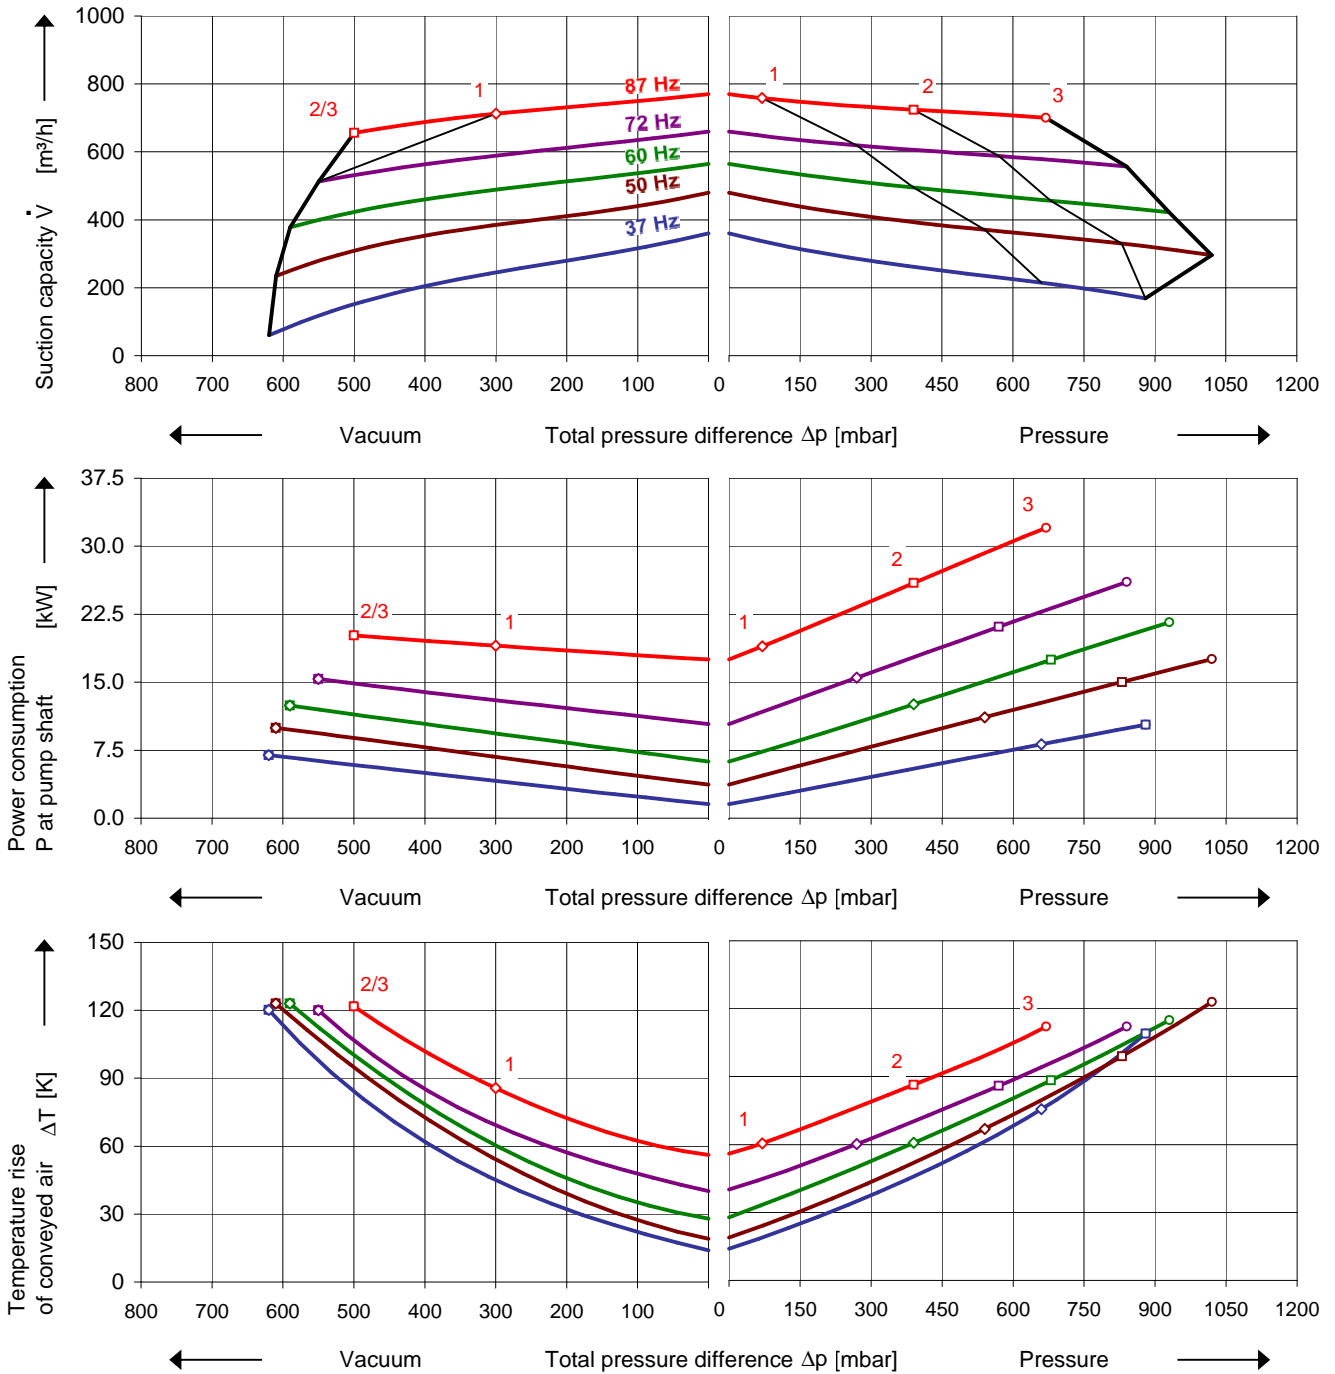 1000
800
600
400
200
0
Suction capacity V̇ [m³/h]
2/3
1
87 Hz
72 Hz
60 Hz
50 Hz
37 Hz
1
2
3
800 700 600 500 400 300 200 100 0 150 300 450 600 750 900 1050 1200
Vacuum Total pressure difference Δp [mbar] Pressure
37.5
30.0
22.5
15.0
7.5
0.0
Power consumption
P at pump shaft [kW]
2/3
1
1
2
3
800 700 600 500 400 300 200 100 0 150 300 450 600 750 900 1050 1200
Vacuum Total pressure difference Δp [mbar] Pressure
150
120
90
60
30
0
Temperature rise
of conveyed air ΔT [K]
2/3
1
1
2
3
800 700 600 500 400 300 200 100 0 150 300 450 600 750 900 1050 1200
Vacuum Total pressure difference Δp [mbar] Pressure